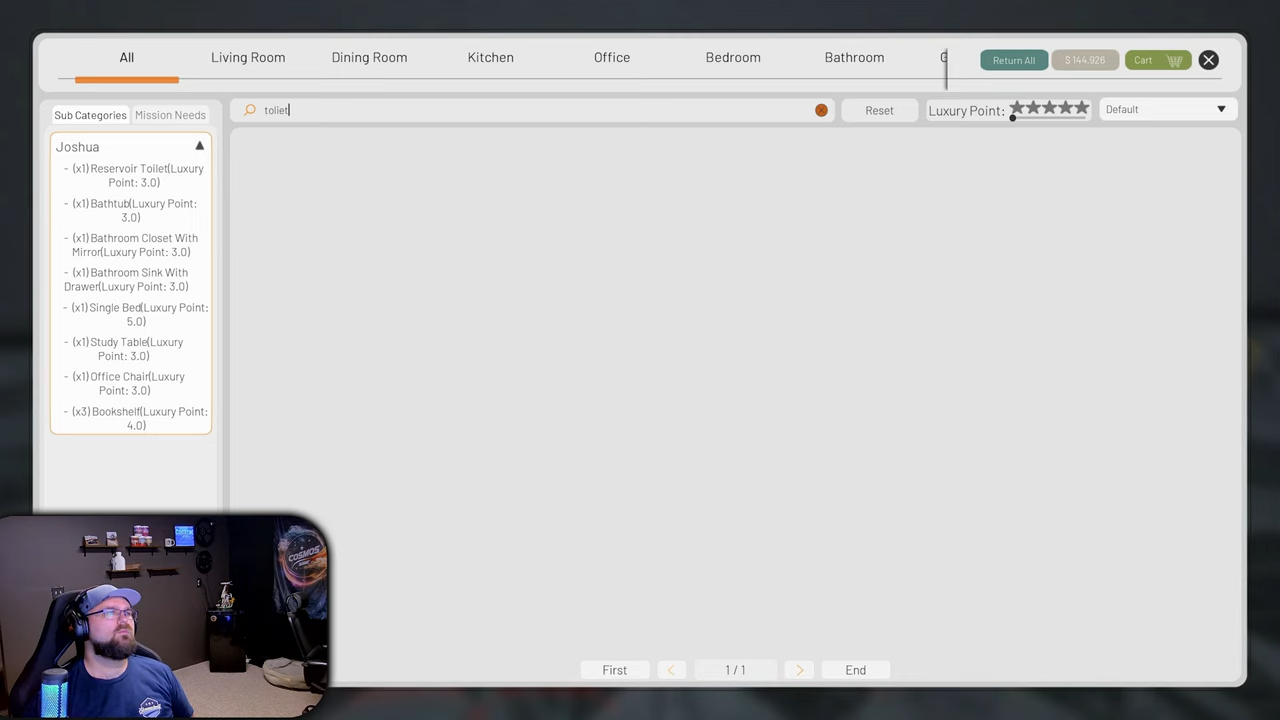 All
Living Room
Dining Room
Kitchen
Office
Bedroom
Bathroom
Return All
$ 144.926
Cart
Sub Categories
Mission Needs
toliet
Reset
Luxury Point:
Default
Joshua
- (x1) Reservoir Toilet(Luxury
Point: 3.0)
- (x1) Bathtub(Luxury Point:
3.0)
- (x1) Bathroom Closet With
Mirror(Luxury Point: 3.0)
- (x1) Bathroom Sink With
Drawer(Luxury Point: 3.0)
- (x1) Single Bed(Luxury Point:
5.0)
- (x1) Study Table(Luxury
Point: 3.0)
- (x1) Office Chair(Luxury
Point: 3.0)
- (x3) Bookshelf(Luxury Point:
4.0)
First
<
1 / 1
>
End
COSMOS